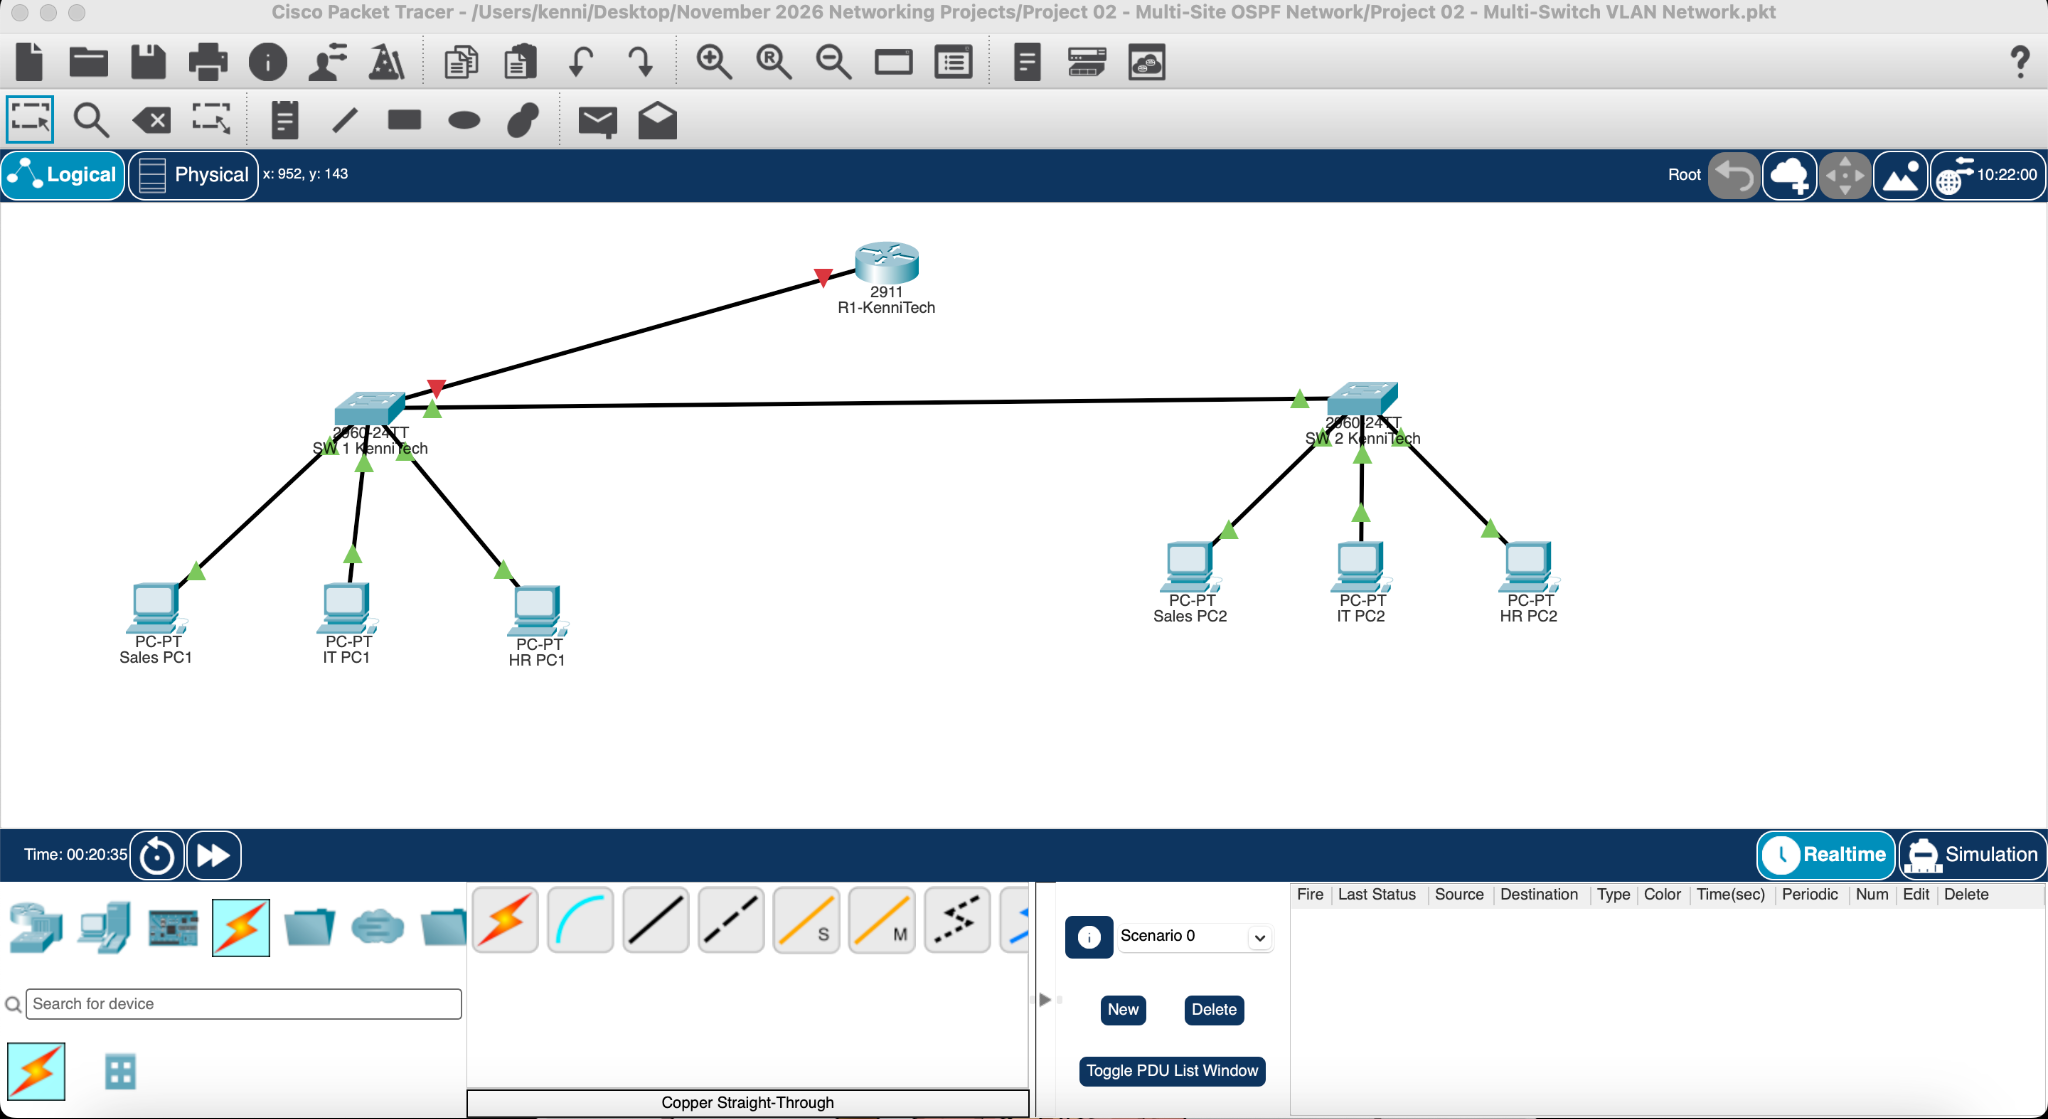 Cisco Packet Tracer - /Users/kenni/Desktop/November 2026 Networking Projects/Project 02 - Multi-Site OSPF Network/Project 02 - Multi-Switch VLAN Network.pkt
Logical
Physical
x: 952, y: 143
Root
10:22:00
2911
R1-KenniTech
2960-24TT
SW 1 KenniTech
2960-24TT
SW 2 KenniTech
PC-PT
Sales PC1
PC-PT
IT PC1
PC-PT
HR PC1
PC-PT
Sales PC2
PC-PT
IT PC2
PC-PT
HR PC2
Time: 00:20:35
Realtime
Simulation
S
M
Search for device
Copper Straight-Through
Scenario 0
New
Delete
Toggle PDU List Window
Fire Last Status Source Destination Type Color Time(sec) Periodic Num Edit Delete